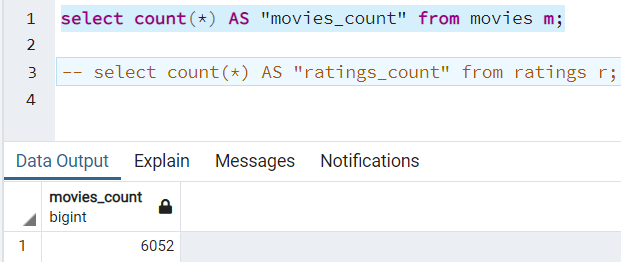 1 select count(*) AS "movies_count" from movies m;
2
3 -- select count(*) AS "ratings_count" from ratings r;
4
Data Output Explain Messages Notifications
movies_count
bigint
1 6052